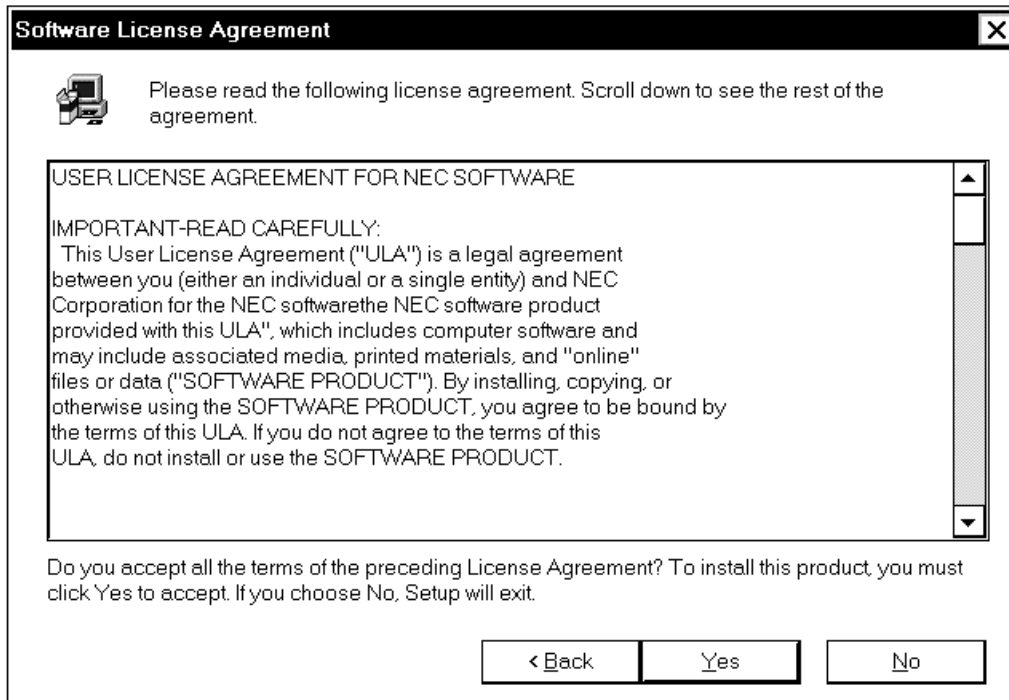 Software License Agreement
Please read the following license agreement. Scroll down to see the rest of the
agreement.
USER LICENSE AGREEMENT FOR NEC SOFTWARE
IMPORTANT-READ CAREFULLY:
This User License Agreement ("ULA") is a legal agreement
between you (either an individual or a single entity) and NEC
Corporation for the NEC softwarethe NEC software product
provided with this ULA", which includes computer software and
may include associated media, printed materials, and "online"
files or data ("SOFTWARE PRODUCT"). By installing, copying, or
otherwise using the SOFTWARE PRODUCT, you agree to be bound by
the terms of this ULA. If you do not agree to the terms of this
ULA, do not install or use the SOFTWARE PRODUCT.
Do you accept all the terms of the preceding License Agreement? To install this product, you must
click Yes to accept. If you choose No, Setup will exit.
< Back Yes No